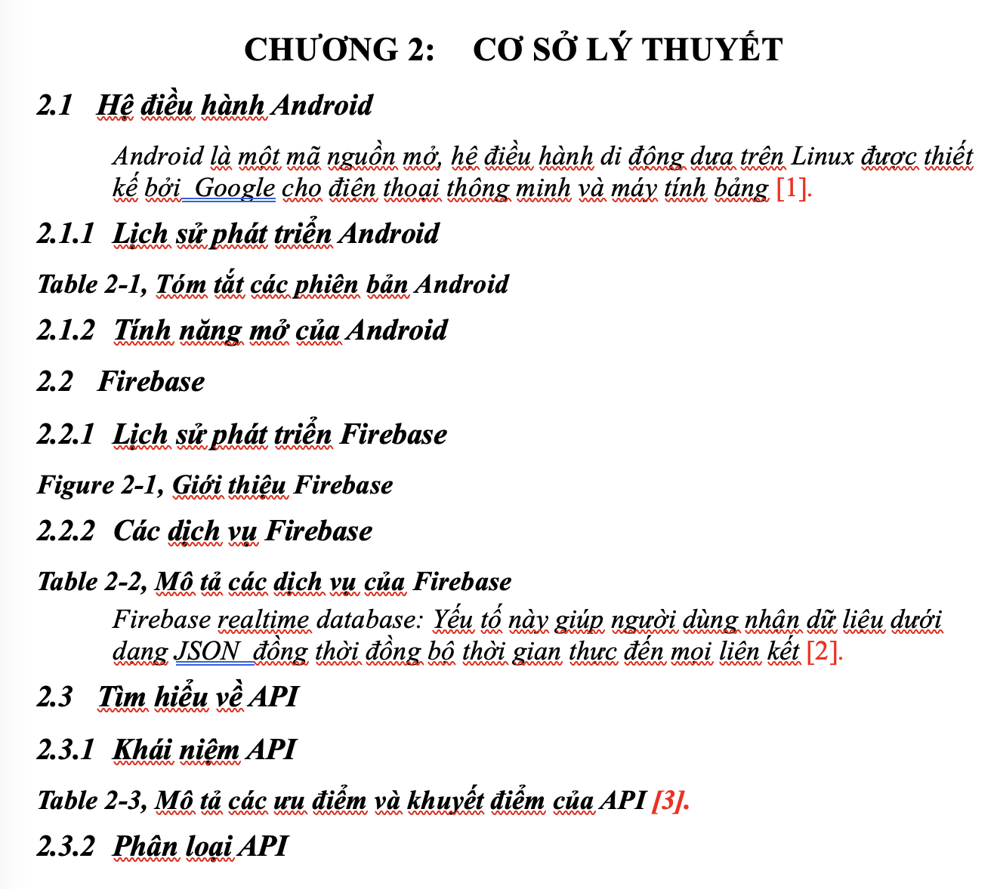 CHƯƠNG 2: CƠ SỞ LÝ THUYẾT
2.1 Hệ điều hành Android
Android là một mã nguồn mở, hệ điều hành di động dựa trên Linux được thiết
kế bởi Google cho điện thoại thông minh và máy tính bảng [1].
2.1.1 Lịch sử phát triển Android
Table 2-1, Tóm tắt các phiên bản Android
2.1.2 Tính năng mở của Android
2.2 Firebase
2.2.1 Lịch sử phát triển Firebase
Figure 2-1, Giới thiệu Firebase
2.2.2 Các dịch vụ Firebase
Table 2-2, Mô tả các dịch vụ của Firebase
Firebase realtime database: Yếu tố này giúp người dùng nhận dữ liệu dưới
dạng JSON đồng thời đồng bộ thời gian thực đến mọi liên kết [2].
2.3 Tìm hiểu về API
2.3.1 Khái niệm API
Table 2-3, Mô tả các ưu điểm và khuyết điểm của API [3].
2.3.2 Phân loại API